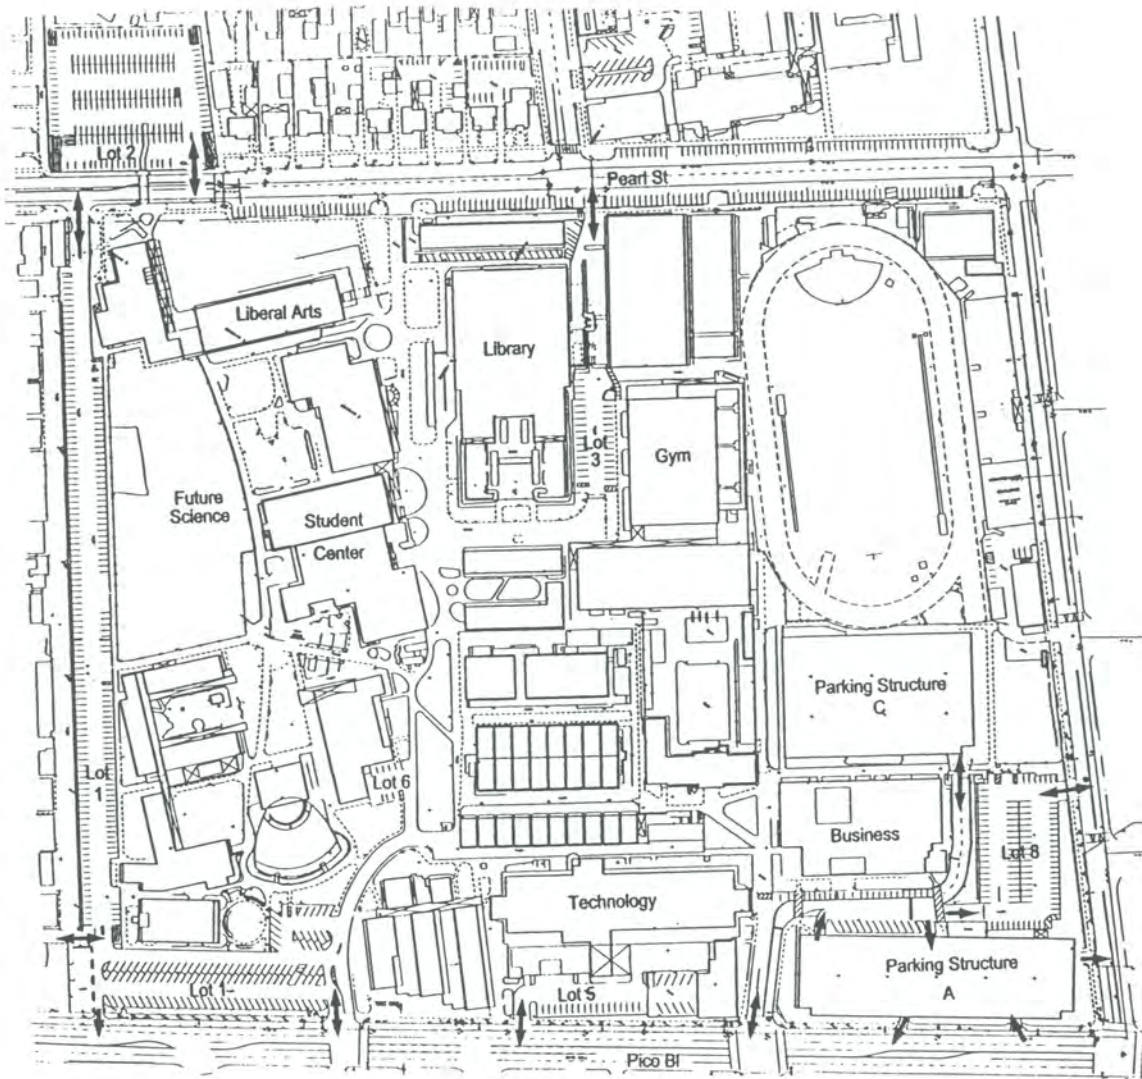 Lot 2
Pearl St
Liberal Arts
Library
Lot
3
Gym
Future
Science
Student
Center
Parking Structure
C
Lot
1
Lot 6
Business
Lot 8
Technology
Parking Structure
A
Lot 1
Lot 5
Pico Bl